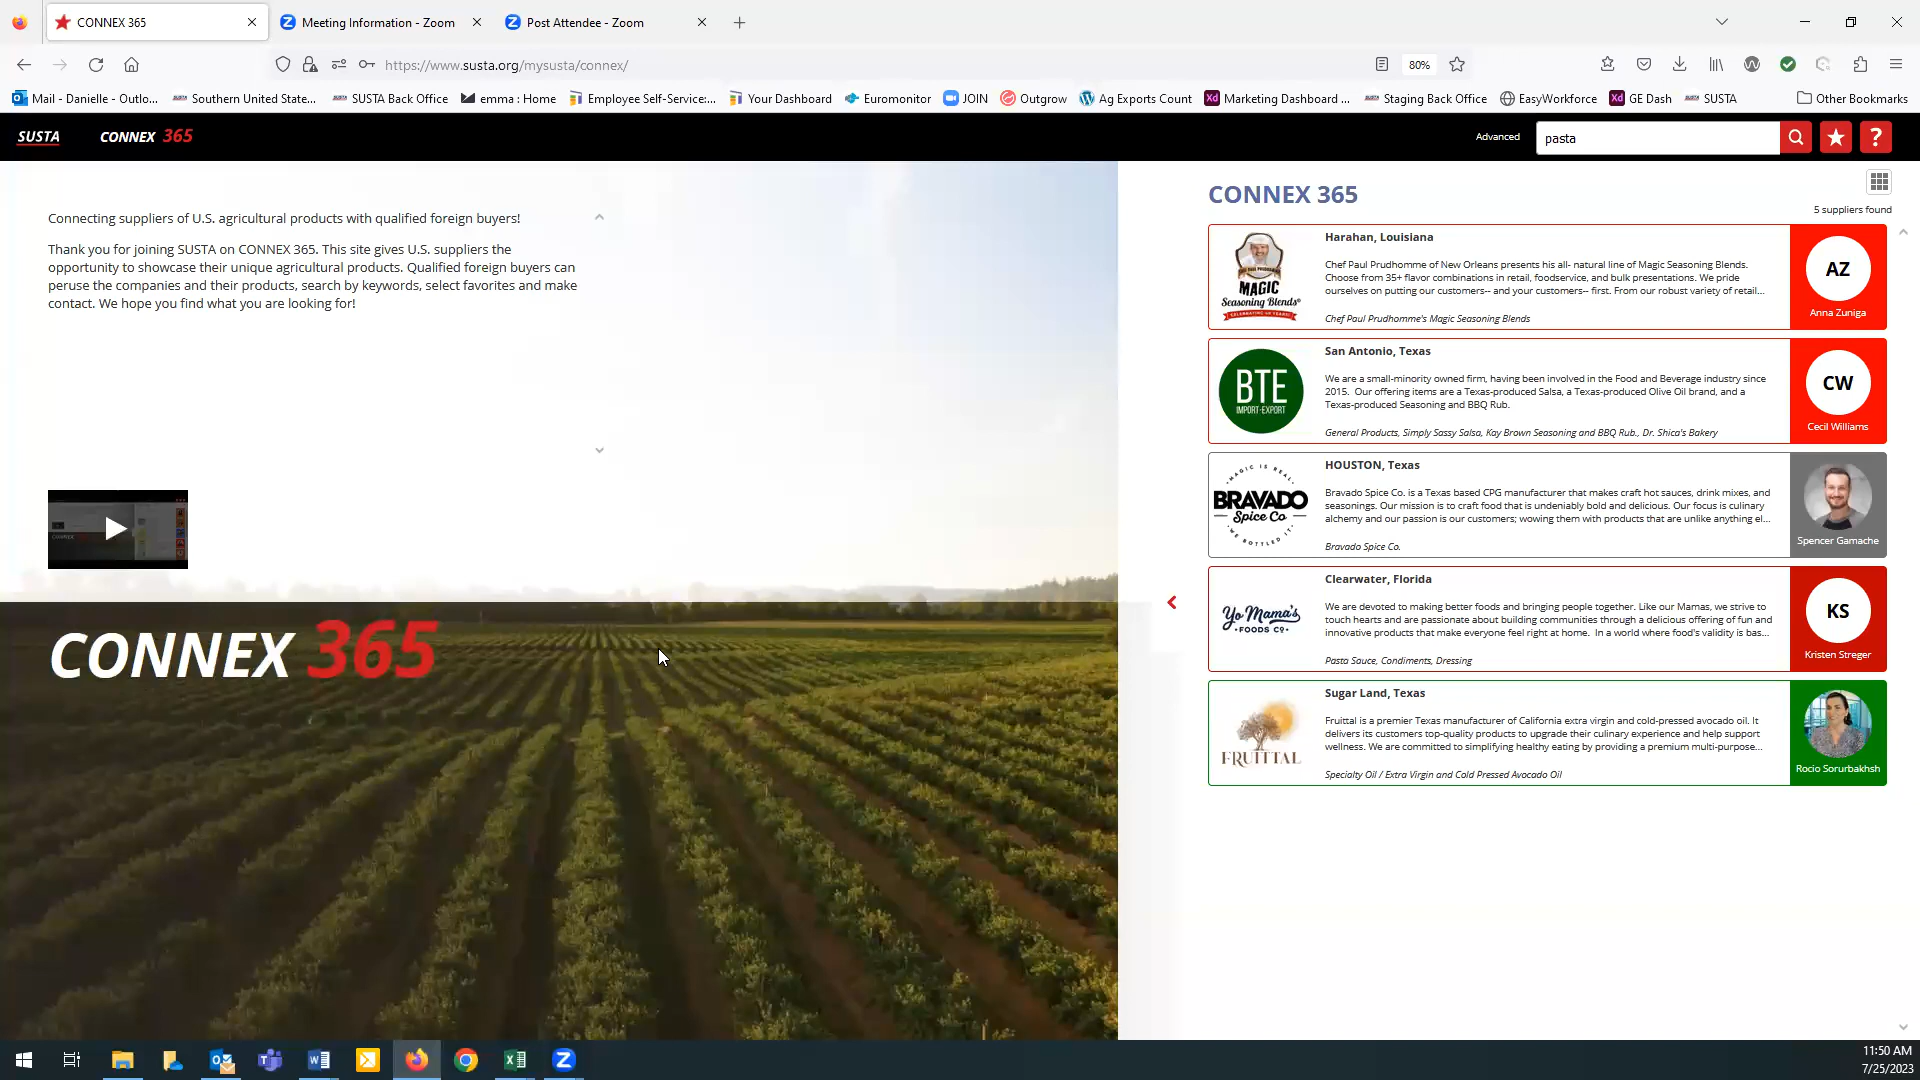 CONNEX 365
Meeting Information - Zoom
Post Attendee - Zoom
https://www.susta.org/mysusta/connex/
80%
Mail - Danielle - Outlo...
Southern United State...
SUSTA Back Office
emma : Home
Employee Self-Service:...
Your Dashboard
Euromonitor
JOIN
Outgrow
Ag Exports Count
Marketing Dashboard ...
Staging Back Office
EasyWorkforce
GE Dash
SUSTA
Other Bookmarks
SUSTA
CONNEX 365
Advanced
pasta
?
Connecting suppliers of U.S. agricultural products with qualified foreign buyers!
Thank you for joining SUSTA on CONNEX 365. This site gives U.S. suppliers the
opportunity to showcase their unique agricultural products. Qualified foreign buyers can
peruse the companies and their products, search by keywords, select favorites and make
contact. We hope you find what you are looking for!
CONNEX 365
CONNEX 365
5 suppliers found
MAGIC
Seasoning Blends
Harahan, Louisiana
Chef Paul Prudhomme of New Orleans presents his all- natural line of Magic Seasoning Blends.
Choose from 35+ flavor combinations in retail, foodservice, and bulk presentations. We pride
ourselves on putting our customers-- and your customers-- first. From our robust variety of retail...
Chef Paul Prudhomme's Magic Seasoning Blends
AZ
Anna Zuniga
BTE
IMPORT-EXPORT
San Antonio, Texas
We are a small-minority owned firm, having been involved in the Food and Beverage industry since
2015. Our offering items are a Texas-produced Salsa, a Texas-produced Olive Oil brand, and a
Texas-produced Seasoning and BBQ Rub.
General Products, Simply Sassy Salsa, Kay Brown Seasoning and BBQ Rub., Dr. Shica's Bakery
CW
Cecil Williams
MAGIC IS REAL
BRAVADO
Spice Co
WE BOTTLED IT
HOUSTON, Texas
Bravado Spice Co. is a Texas based CPG manufacturer that makes craft hot sauces, drink mixes, and
seasonings. Our mission is to craft food that is undeniably bold and delicious. Our focus is culinary
alchemy and our passion is our customers; wowing them with products that are unlike anything el...
Bravado Spice Co.
Spencer Gamache
Yo Mama's
FOODS CO
Clearwater, Florida
We are devoted to making better foods and bringing people together. Like our Mamas, we strive to
touch hearts and are passionate about building communities through a delicious offering of fun and
innovative products that make everyone feel right at home. In a world where food's validity is bas...
Pasta Sauce, Condiments, Dressing
KS
Kristen Streger
FRUITTAL
Sugar Land, Texas
Fruittal is a premier Texas manufacturer of California extra virgin and cold-pressed avocado oil. It
delivers its customers top-quality products to upgrade their culinary experience and help support
wellness. We are committed to simplifying healthy eating by providing a premium multi-purpose...
Specialty Oil / Extra Virgin and Cold Pressed Avocado Oil
Rocio Sorurbakhsh
11:50 AM
7/25/2023